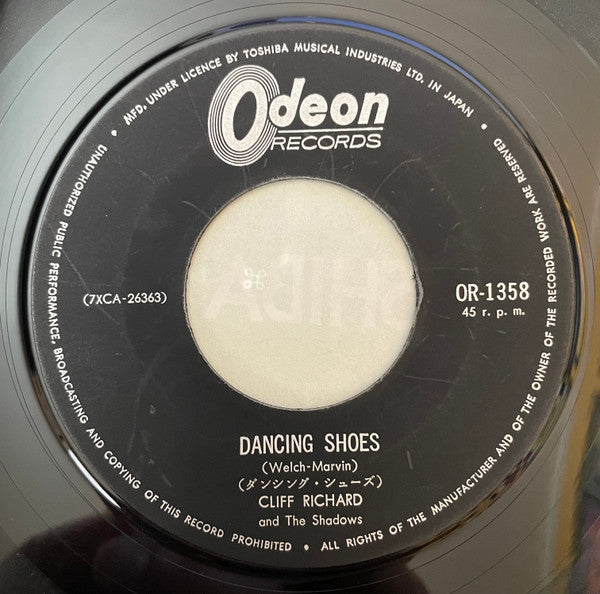 MFD. UNDER LICENCE BY TOSHIBA MUSICAL INDUSTRIES LTD. IN JAPAN
Odeon
RECORDS
(7XCA-26363)
OR-1358
45 r. p. m.
DANCING SHOES
(Welch-Marvin)
(ダンシング・シューズ)
CLIFF RICHARD
and The Shadows
UNAUTHORIZED PUBLIC PERFORMANCE, BROADCASTING AND COPYING OF THIS RECORD PROHIBITED • ALL RIGHTS OF THE MANUFACTURER AND OF THE OWNER OF THE RECORDED WORK ARE RESERVED